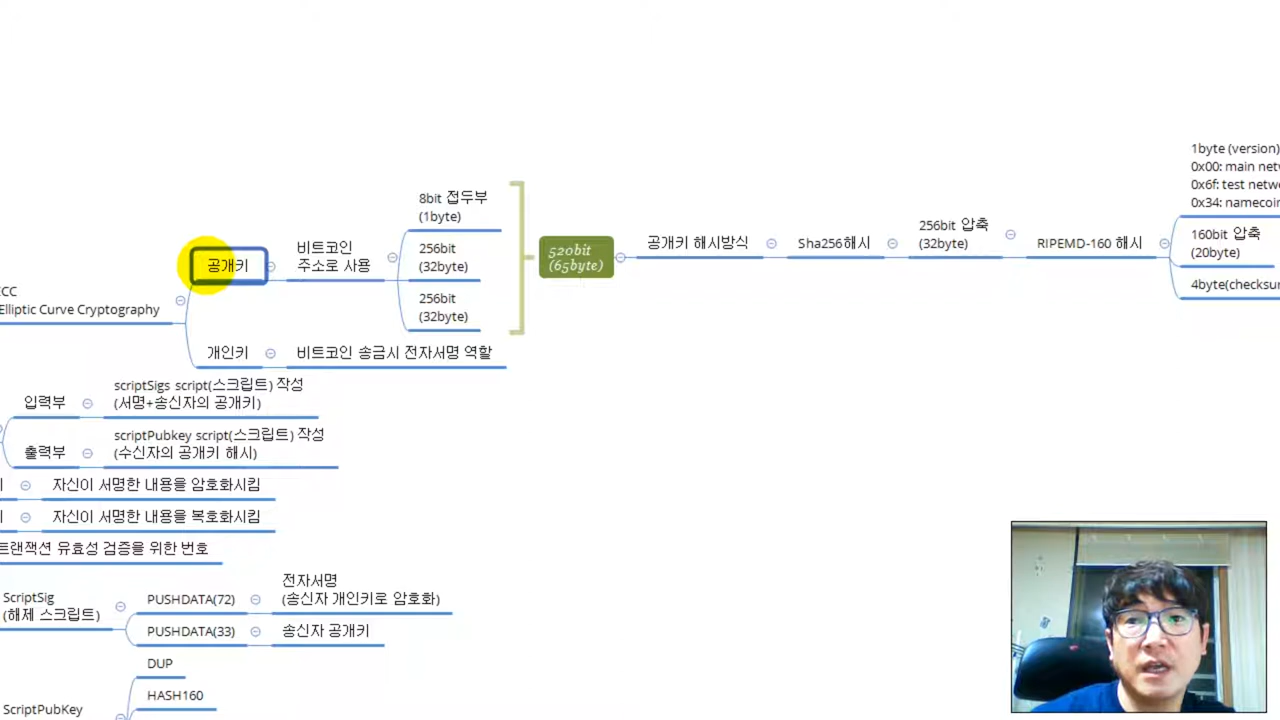 ECC
Elliptic Curve Cryptography
공개키
비트코인
주소로 사용
8bit 접두부
(1byte)
256bit
(32byte)
256bit
(32byte)
520bit
(65byte)
공개키 해시방식
Sha256해시
256bit 압축
(32byte)
RIPEMD-160 해시
1byte (version)
0x00: main netw
0x6f: test netwo
0x34: namecoin
160bit 압축
(20byte)
4byte(checksum
개인키
비트코인 송금시 전자서명 역할
입력부
scriptSigs script(스크립트) 작성
(서명+송신자의 공개키)
출력부
scriptPubkey script(스크립트) 작성
(수신자의 공개키 해시)
자신이 서명한 내용을 암호화시킴
자신이 서명한 내용을 복호화시킴
트랜잭션 유효성 검증을 위한 번호
ScriptSig
(해제 스크립트)
PUSHDATA(72)
전자서명
(송신자 개인키로 암호화)
PUSHDATA(33)
송신자 공개키
ScriptPubKey
DUP
HASH160